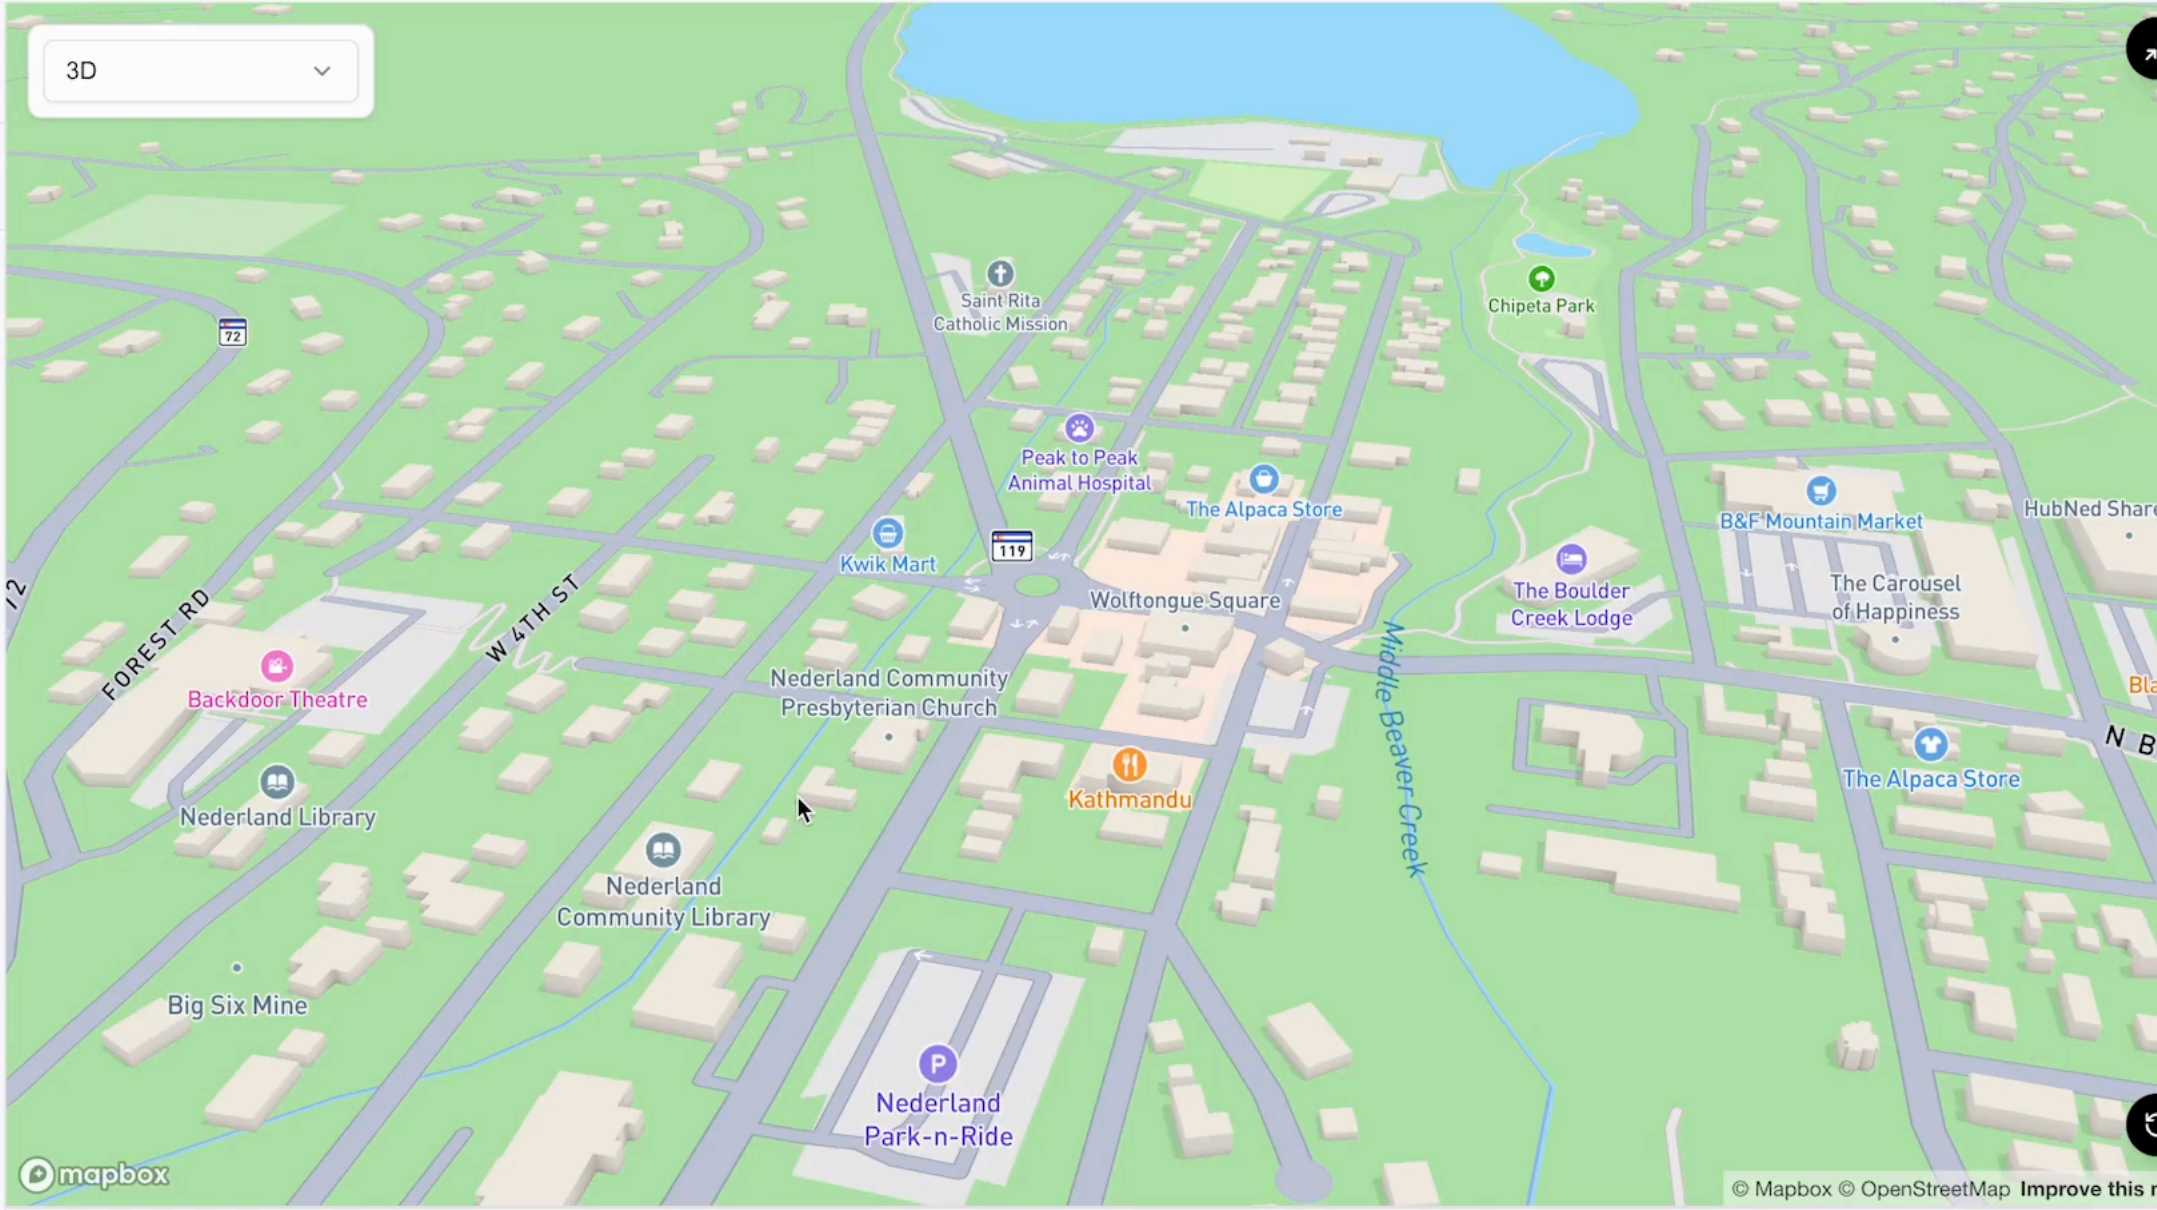 3D
72
Saint Rita
Catholic Mission
Chipeta Park
Peak to Peak
Animal Hospital
The Alpaca Store
B&F Mountain Market
HubNed Share
Kwik Mart
119
The Boulder
Creek Lodge
The Carousel
of Happiness
Wolftongue Square
72
FOREST RD
W 4TH ST
Middle Beaver Creek
Backdoor Theatre
Nederland Community
Presbyterian Church
Bla
N B
The Alpaca Store
Kathmandu
Nederland Library
Nederland
Community Library
Big Six Mine
P
Nederland
Park-n-Ride
mapbox
© Mapbox © OpenStreetMap Improve this m